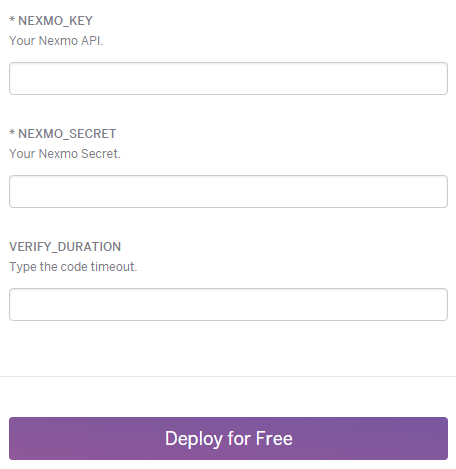 * NEXMO_KEY
Your Nexmo API.
* NEXMO_SECRET
Your Nexmo Secret.
VERIFY_DURATION
Type the code timeout.
Deploy for Free